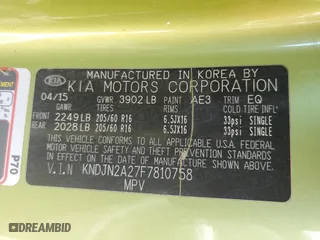 MANUFACTURED IN KOREA BY
KIA KIA MOTORS CORPORATION
04/15 GVWR 3902 LB PAINT AE3 TRIM EQ
GAWR TIRES RIMS COLD TIRE INFL'
FRONT 2249 LB 205/60 R16 6.5JX16 33psi SINGLE
REAR 2028 LB 205/60 R16 6.5JX16 33psi SINGLE
THIS VEHICLE CONFORMS TO ALL APPLICABLE U.S.A. FEDERAL
MOTOR VEHICLE SAFETY, BUMPER, AND THEFT PREVENTION
STANDARDS IN EFFECT ON THE DATE OF MANUFACTURE SHOWN ABOVE.
V.I.N KNDJN2A27F7810758
MPV
P70
© AUTOBIDMASTER